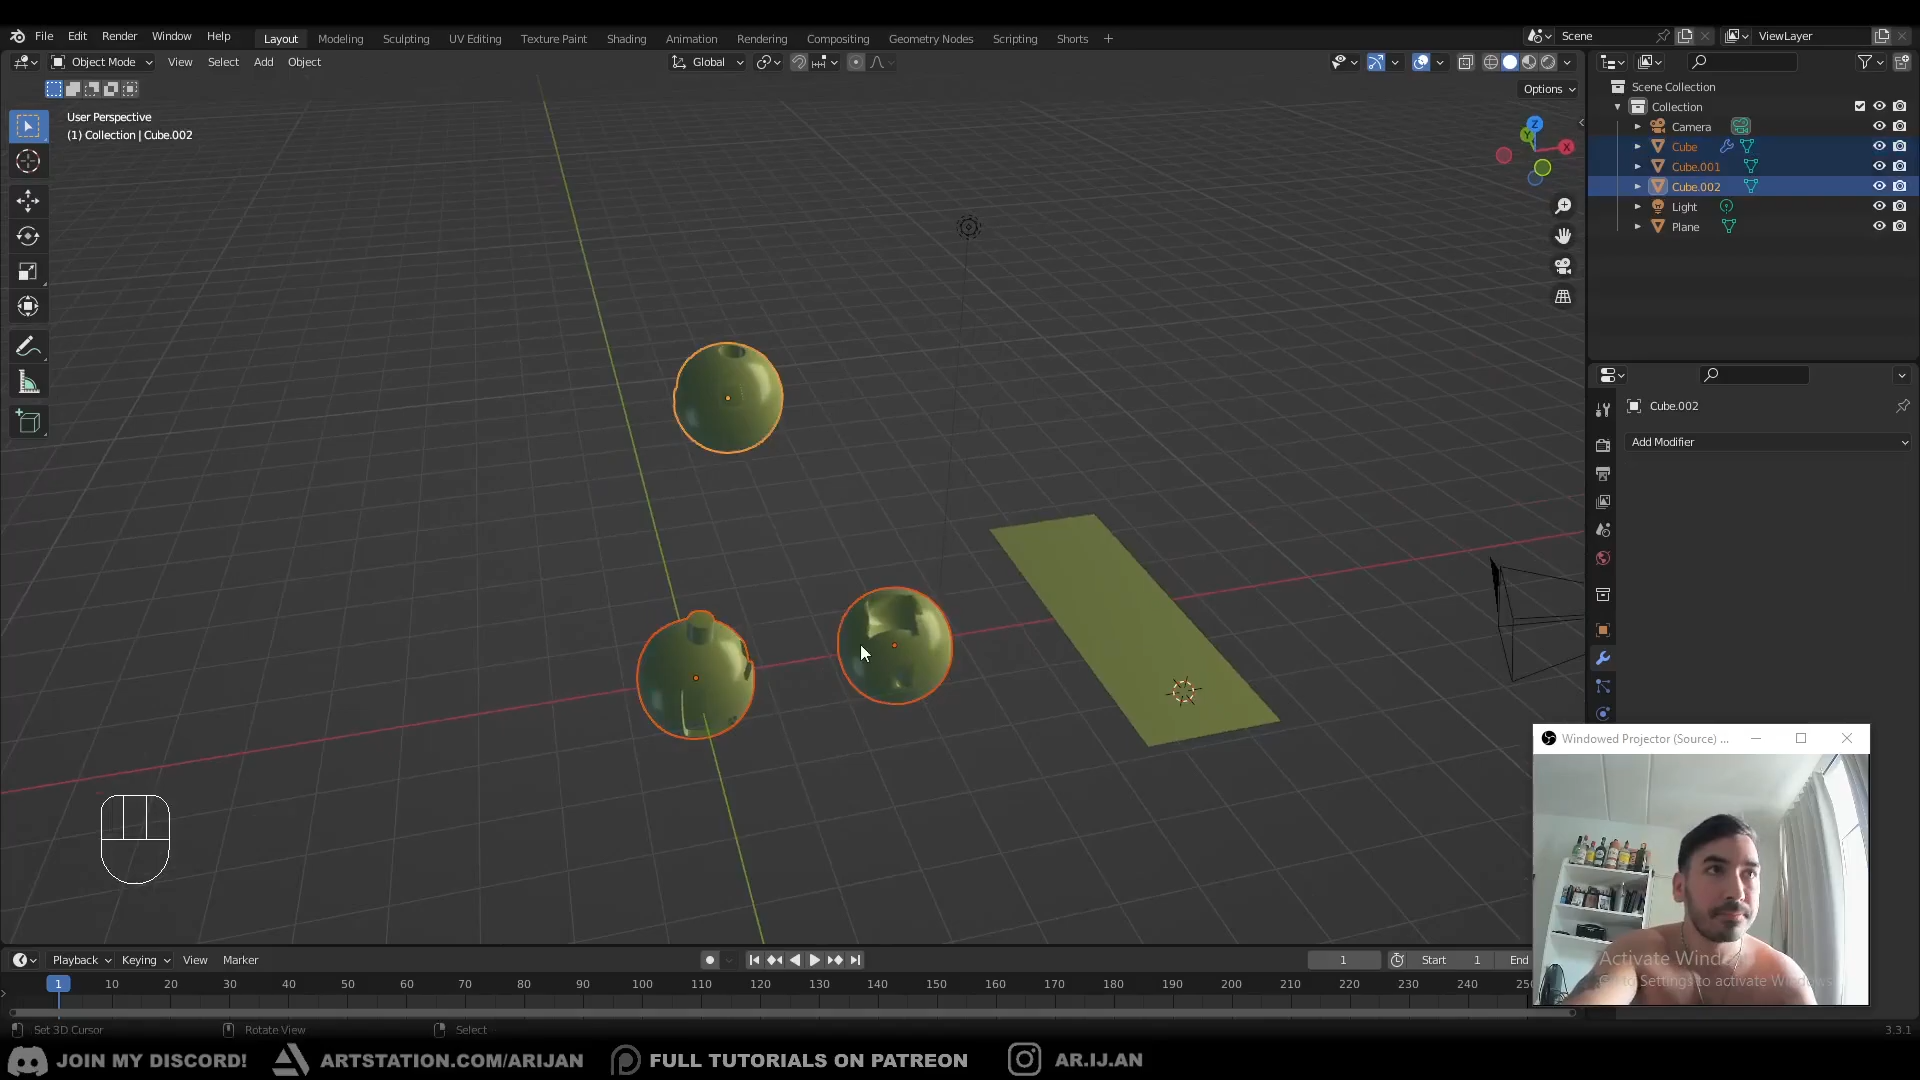 File Edit Render Window Help Layout Modeling Sculpting UV Editing Texture Paint Shading Animation Rendering Compositing Geometry Nodes Scripting Shorts + Scene ViewLayer
Object Mode View Select Add Object Global
Options
User Perspective
(1) Collection | Cube.002
Z
Y
X
Scene Collection
Collection
Camera
Cube
Cube.001
Cube.002
Light
Plane
Cube.002
Add Modifier
Windowed Projector (Source) ...
Activate Windows
Go to Settings to activate Windows.
Playback Keying View Marker 1 Start 1 End
1 10 20 30 40 50 60 70 80 90 100 110 120 130 140 150 160 170 180 190 200 210 220 230 240
Set 3D Cursor Rotate View Select 3.3.1
JOIN MY DISCORD! ARTSTATION.COM/ARIJAN FULL TUTORIALS ON PATREON AR.IJ.AN